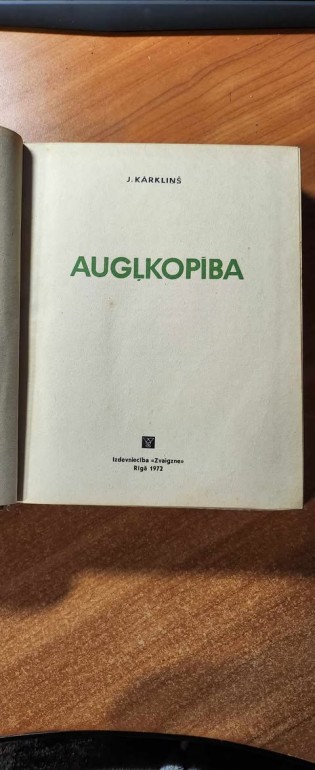 J. KĀRKLIŅŠ
AUGĻKOPĪBA
Izdevniecība «Zvaigzne»
Rīgā 1972